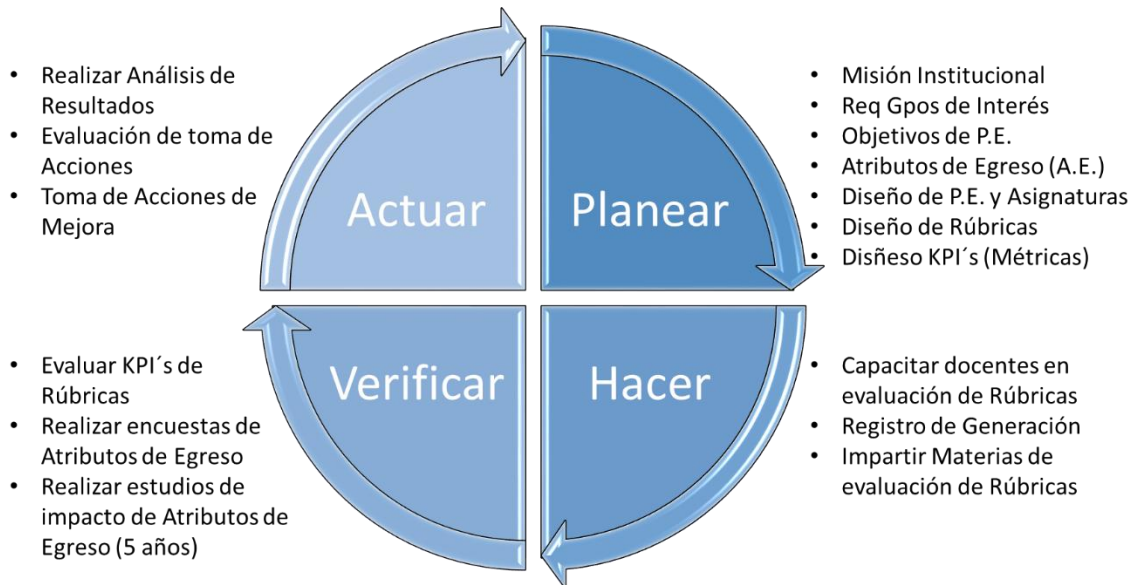 • Realizar Análisis de
Resultados
• Evaluación de toma de
Acciones
• Toma de Acciones de
Mejora
Actuar
Planear
• Misión Institucional
• Req Gpos de Interés
• Objetivos de P.E.
• Atributos de Egreso (A.E.)
• Diseño de P.E. y Asignaturas
• Diseño de Rúbricas
• Disñeso KPI´s (Métricas)
• Evaluar KPI´s de
Rúbricas
• Realizar encuestas de
Atributos de Egreso
• Realizar estudios de
impacto de Atributos de
Egreso (5 años)
Verificar
Hacer
• Capacitar docentes en
evaluación de Rúbricas
• Registro de Generación
• Impartir Materias de
evaluación de Rúbricas